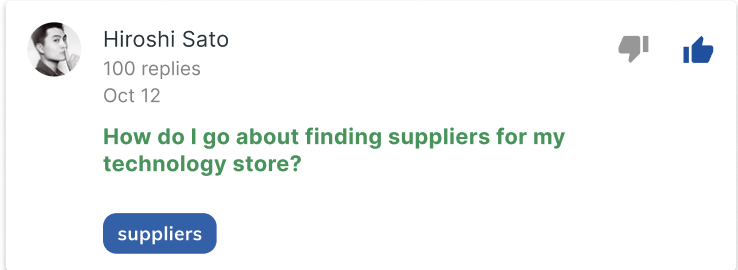 Hiroshi Sato
100 replies
Oct 12
How do I go about finding suppliers for my
technology store?
suppliers